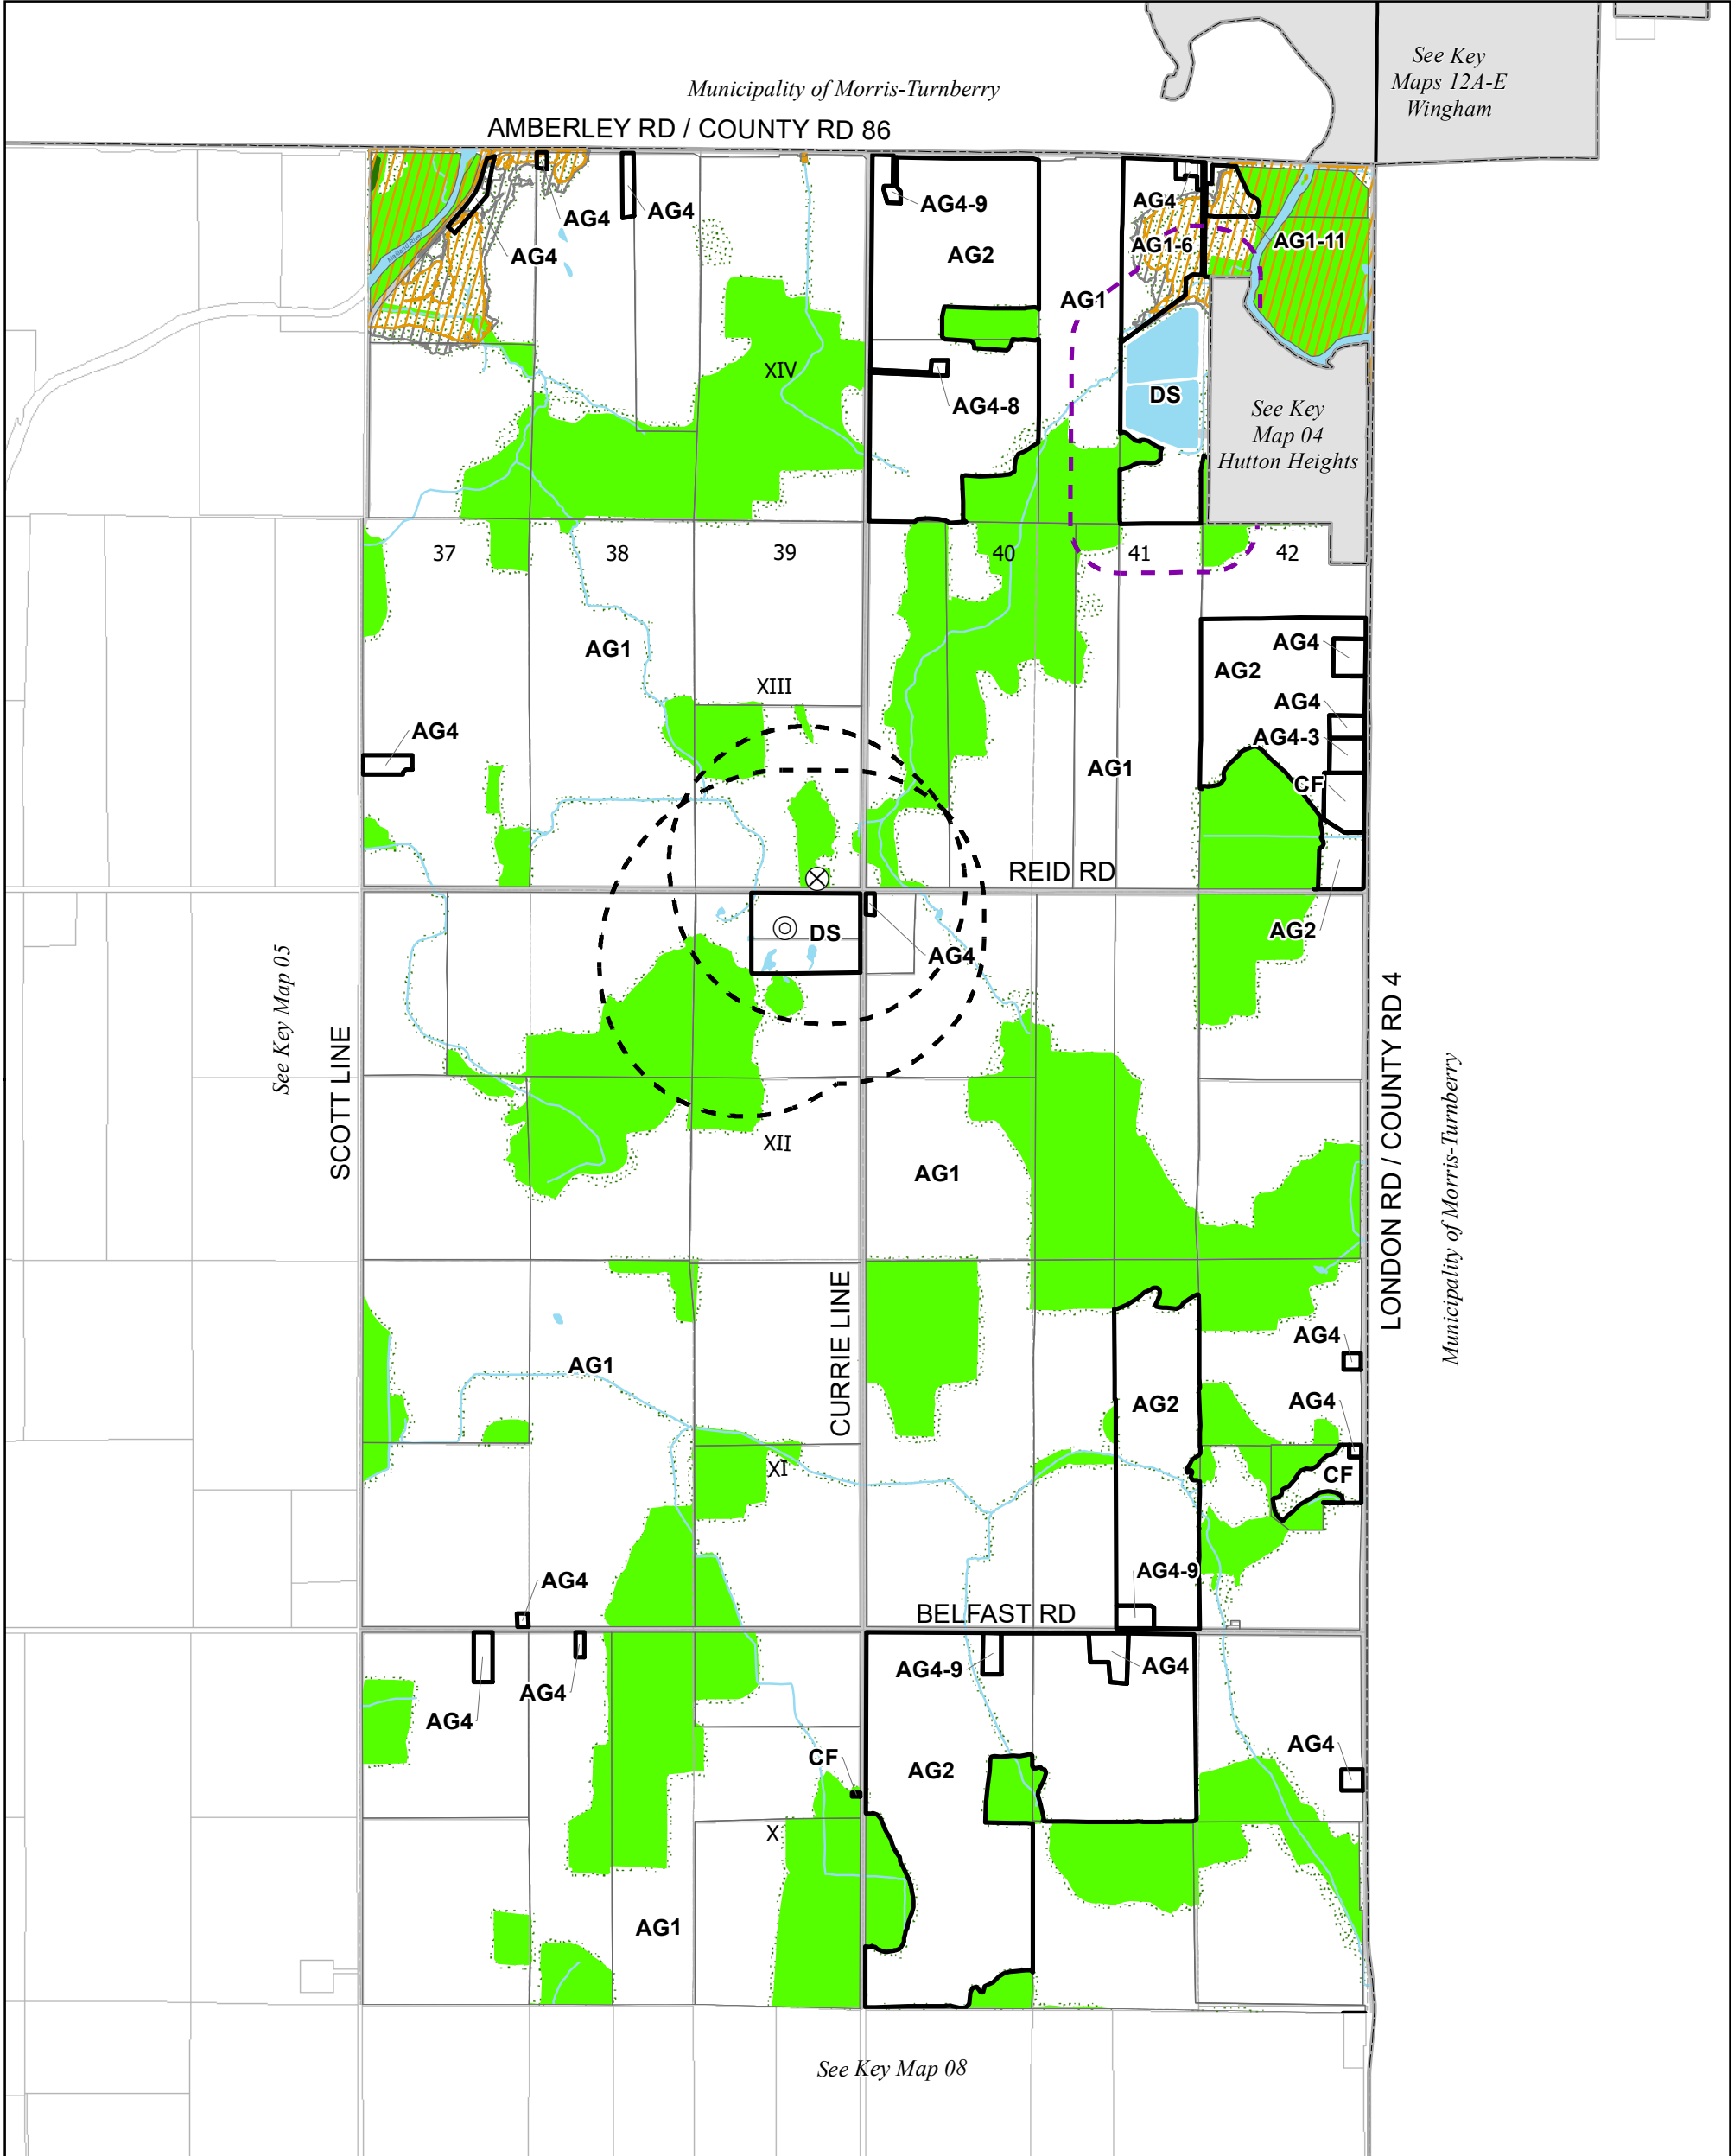 See Key
Maps 12A-E
Wingham
Municipality of Morris-Turnberry
AMBERLEY RD / COUNTY RD 86
AG4-9
AG4
AG4
AG4
AG4
AG1-6
AG1-11
Maitland River
AG2
AG1
XIV
DS
AG4-8
See Key
Map 04
Hutton Heights
37
38
39
40
41
42
AG1
AG4
AG2
XIII
AG4
AG4
AG4-3
AG1
CF
REID RD
DS
AG4
AG2
See Key Map 05
SCOTT LINE
LONDON RD / COUNTY RD 4
Municipality of Morris-Turnberry
XII
AG1
CURRIE LINE
AG4
AG1
AG4
AG2
XI
CF
AG4-9
AG4
BELFAST RD
AG4-9
AG4
AG4
AG4
AG4
CF
AG2
X
AG1
See Key Map 08